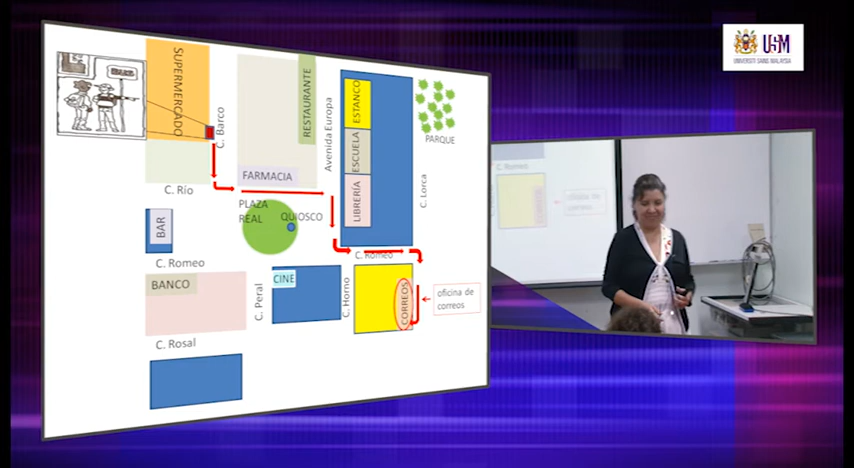 USM
UNIVERSITI SAINS MALAYSIA
SUPERMERCADO
C. Barco
RESTAURANTE
Avenida Europa
ESTANCO
ESCUELA
LIBRERÍA
PARQUE
C. Lorca
FARMACIA
C. Río
PLAZA
REAL
QUIOSCO
BAR
C. Romeo
C. Romeo
BANCO
C. Peral
CINE
C. Horno
CORREOS
oficina de
correos
C. Rosal
C. Romeo